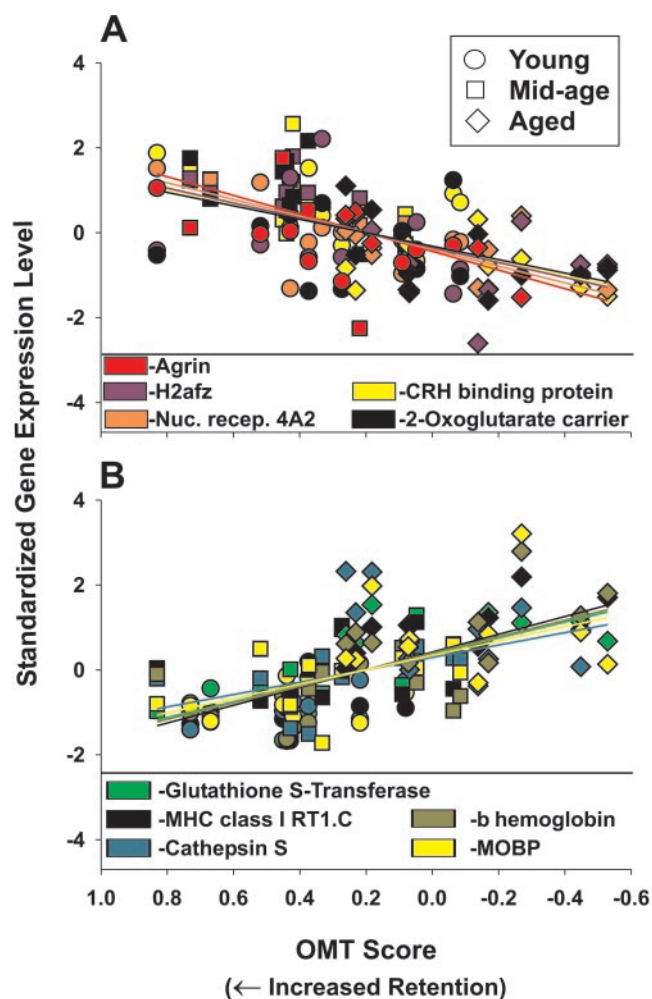 A
Young
Mid-age
Aged
4
2
0
-2
-4
-Agrin
-H2afz
-CRH binding protein
-Nuc. recep. 4A2
-2-Oxoglutarate carrier
Standardized Gene Expression Level
B
4
2
0
-2
-4
-Glutathione S-Transferase
-MHC class I RT1.C
-b hemoglobin
-Cathepsin S
-MOBP
1.0 0.8 0.6 0.4 0.2 0.0 -0.2 -0.4 -0.6
OMT Score
(← Increased Retention)